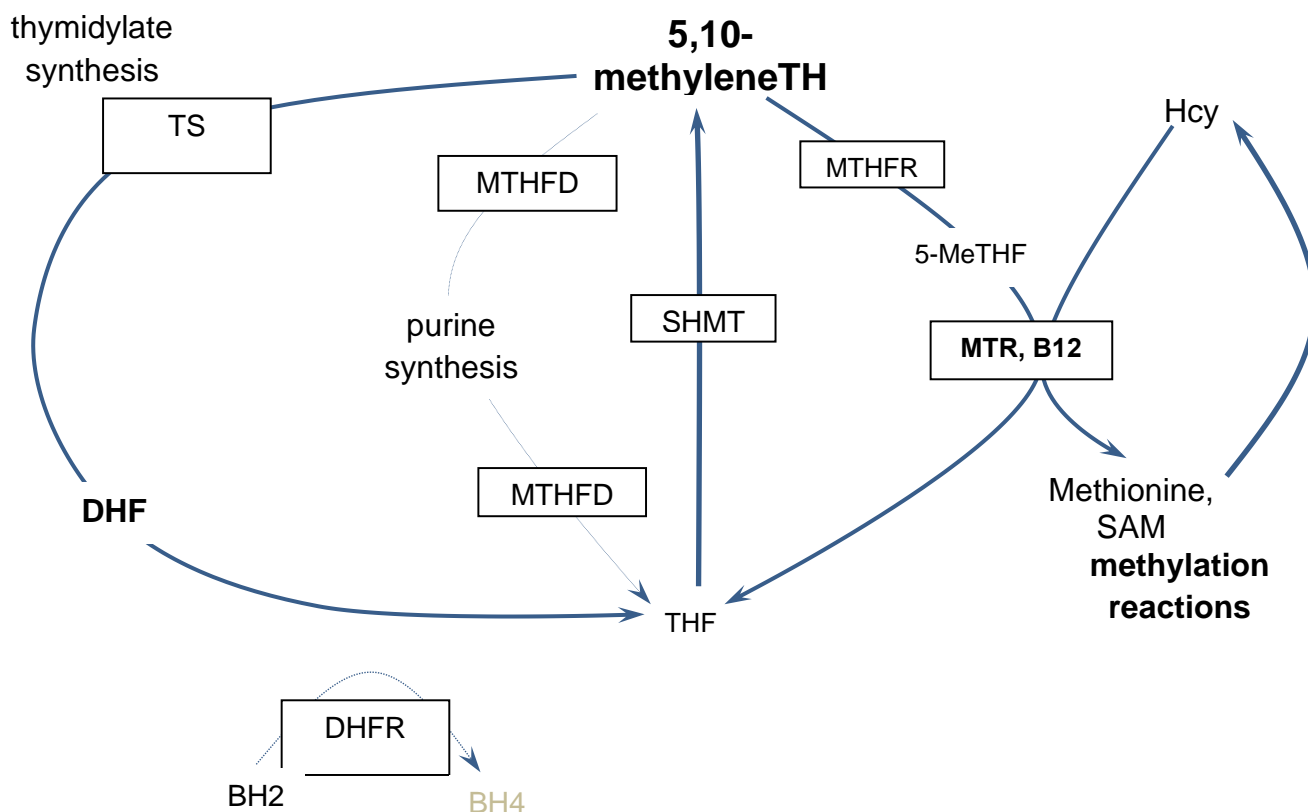 thymidylate
synthesis
5,10-
methyleneTH
TS
Hcy
MTHFD
MTHFR
5-MeTHF
purine
synthesis
SHMT
MTR, B12
MTHFD
DHF
Methionine,
SAM
methylation
reactions
THF
DHFR
BH2
BH4